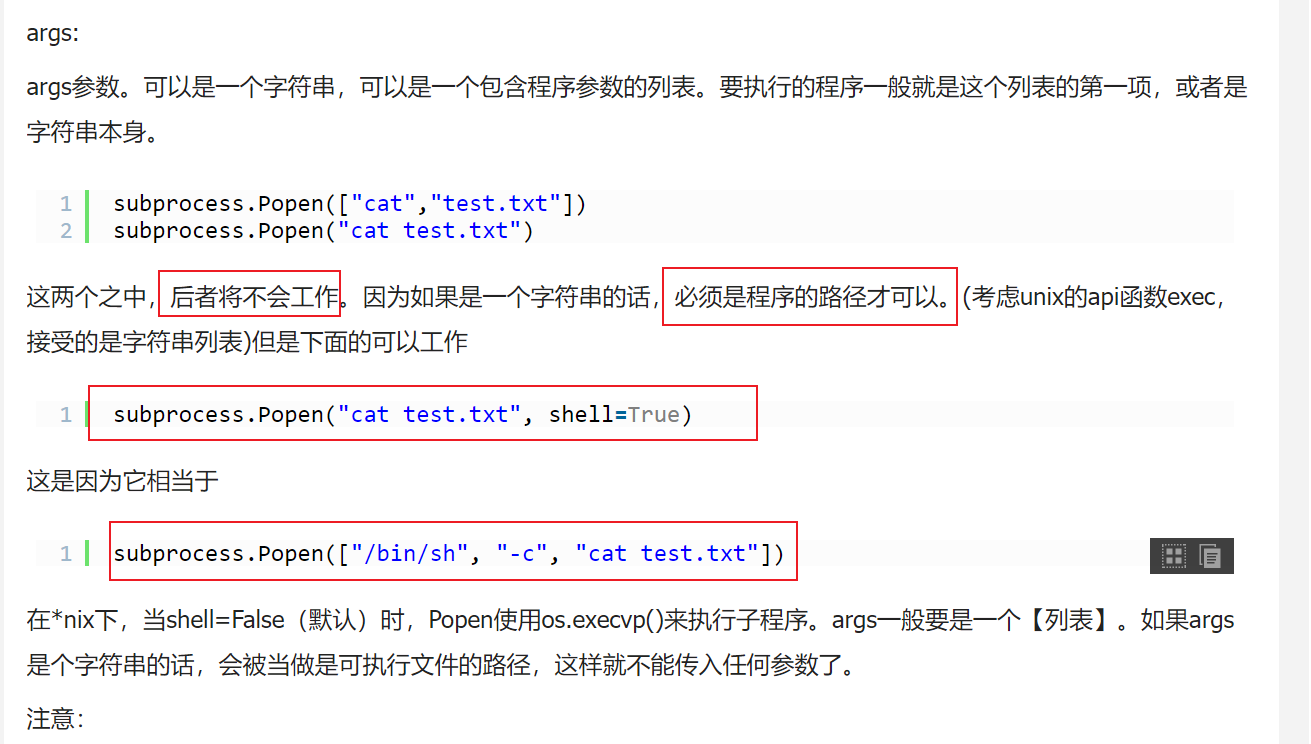 args:
args参数。可以是一个字符串，可以是一个包含程序参数的列表。要执行的程序一般就是这个列表的第一项，或者是
字符串本身。
1 subprocess.Popen(["cat","test.txt"])
2 subprocess.Popen("cat test.txt")
这两个之中，后者将不会工作。因为如果是一个字符串的话，必须是程序的路径才可以。(考虑unix的api函数exec，
接受的是字符串列表)但是下面的可以工作
1 subprocess.Popen("cat test.txt", shell=True)
这是因为它相当于
1 subprocess.Popen(["/bin/sh", "-c", "cat test.txt"])
在*nix下，当shell=False（默认）时，Popen使用os.execvp()来执行子程序。args一般要是一个【列表】。如果args
是个字符串的话，会被当做是可执行文件的路径，这样就不能传入任何参数了。
注意：